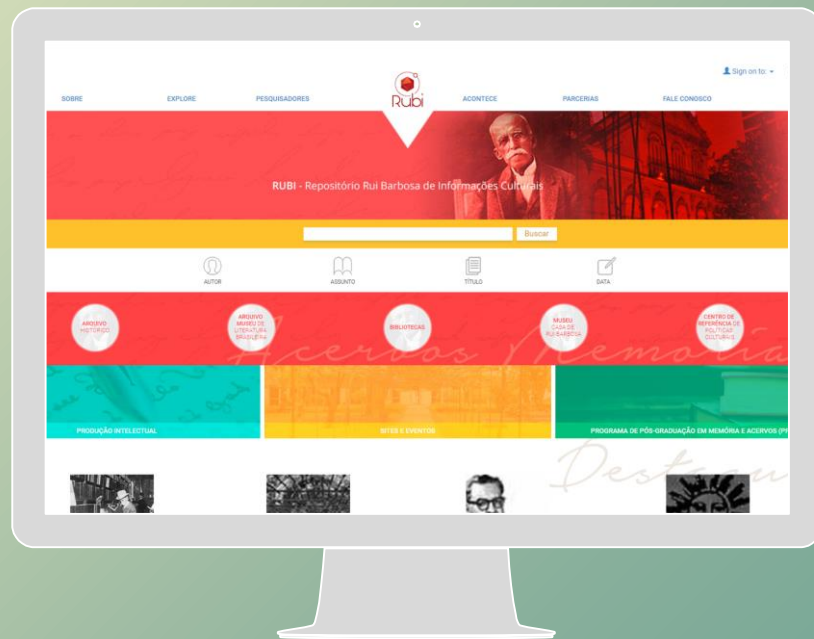 Sign on to:
SOBRE
EXPLORE
PESQUISADORES
Rubi
ACONTECE
PARCERIAS
FALE CONOSCO
RUBI - Repositório Rui Barbosa de Informações Culturais
Buscar
AUTOR
ASSUNTO
TÍTULO
DATA
ARQUIVO
HISTÓRICO
ARQUIVO
MUSEU DE
LITERATURA
BRASILEIRA
BIBLIOTECAS
MUSEU
CASA DE
RUI BARBOSA
CENTRO DE
REFERÊNCIA DE
POLÍTICAS
CULTURAIS
Acervos Memoria
PRODUÇÃO INTELECTUAL
SITES E EVENTOS
PROGRAMA DE PÓS-GRADUAÇÃO EM MEMÓRIA E ACERVOS (P
Destaqu